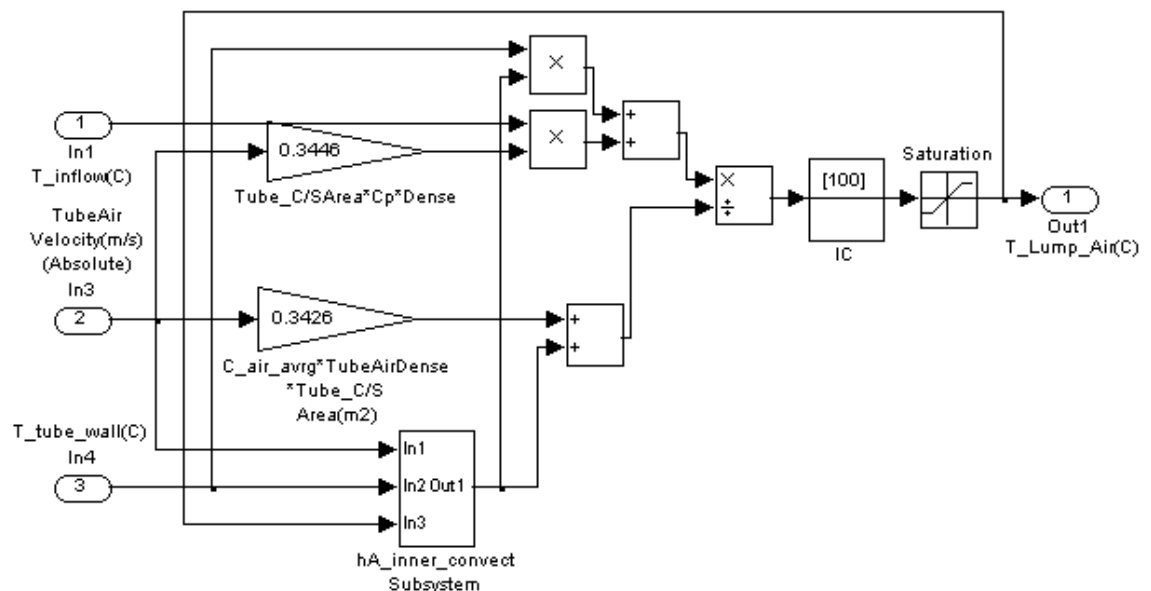 1
In1
T_inflow(C)
0.3446
Tube_C/SArea*Cp*Dense
×
×
+
+
×
÷
[100]
IC
Saturation
1
Out1
T_Lump_Air(C)
TubeAir
Velocity(m/s)
(Absolute)
In3
2
0.3426
C_air_avrg*TubeAirDense
*Tube_C/S
Area(m2)
+
+
T_tube_wall(C)
In4
3
In1
In2 Out1
In3
hA_inner_convect
Subsystem